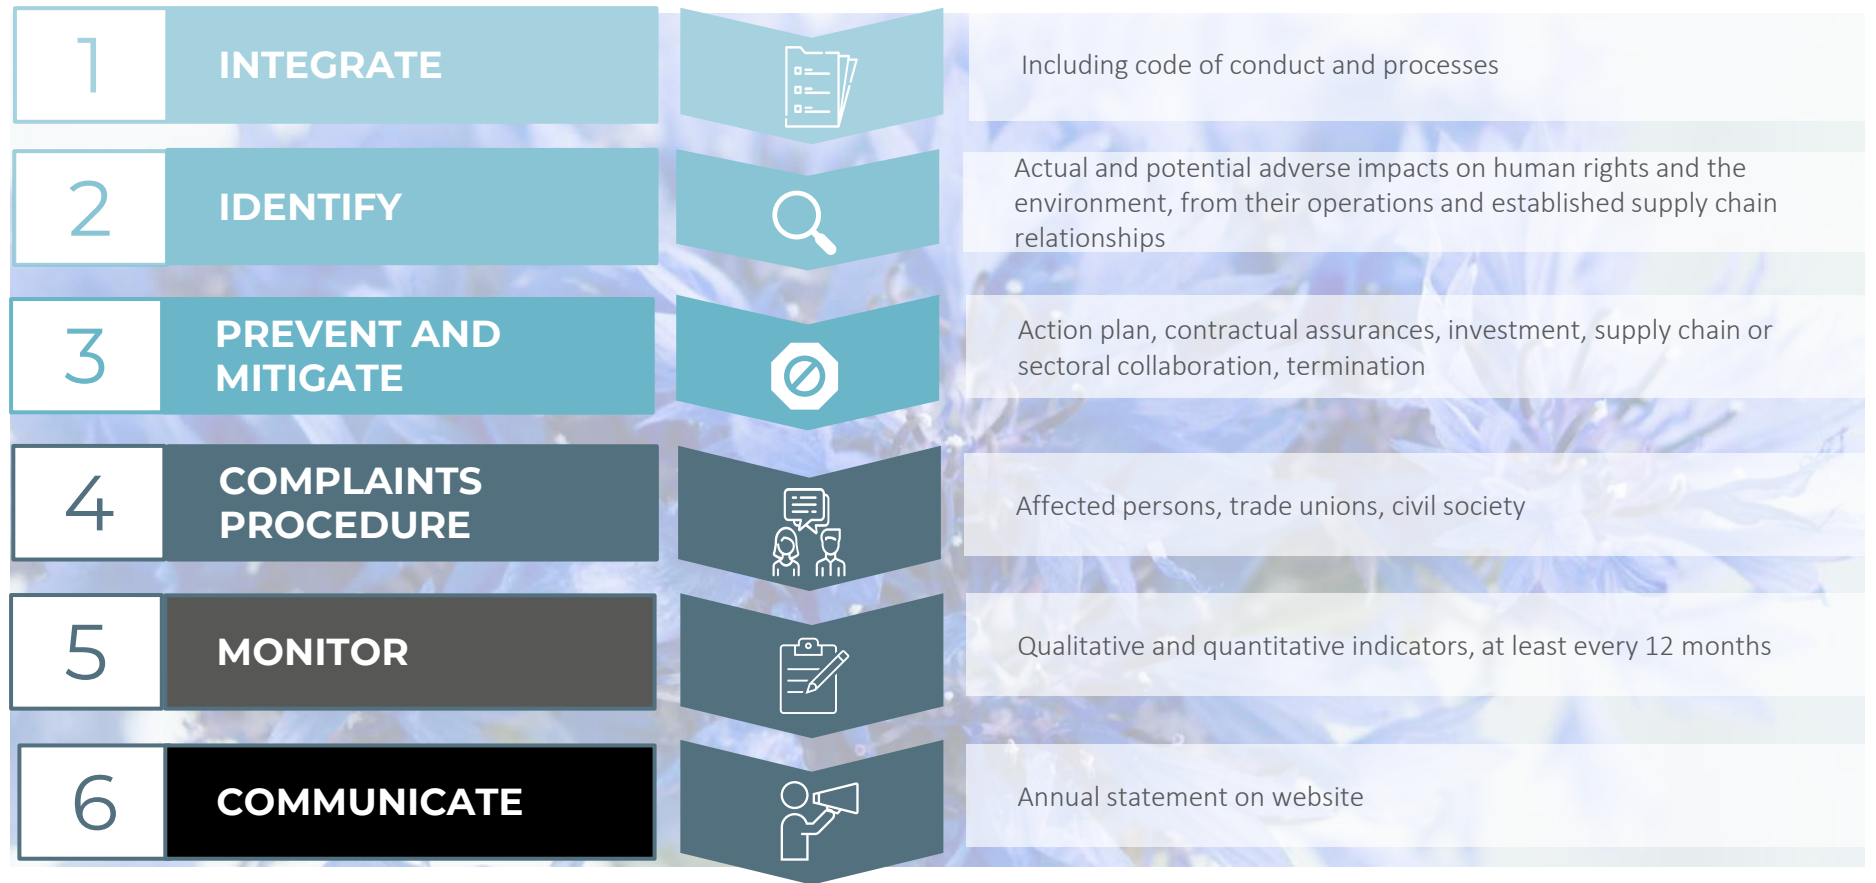 1
INTEGRATE
Including code of conduct and processes
2
IDENTIFY
Actual and potential adverse impacts on human rights and the
environment, from their operations and established supply chain
relationships
3
PREVENT AND
MITIGATE
Action plan, contractual assurances, investment, supply chain or
sectoral collaboration, termination
4
COMPLAINTS
PROCEDURE
Affected persons, trade unions, civil society
5
MONITOR
Qualitative and quantitative indicators, at least every 12 months
6
COMMUNICATE
Annual statement on website